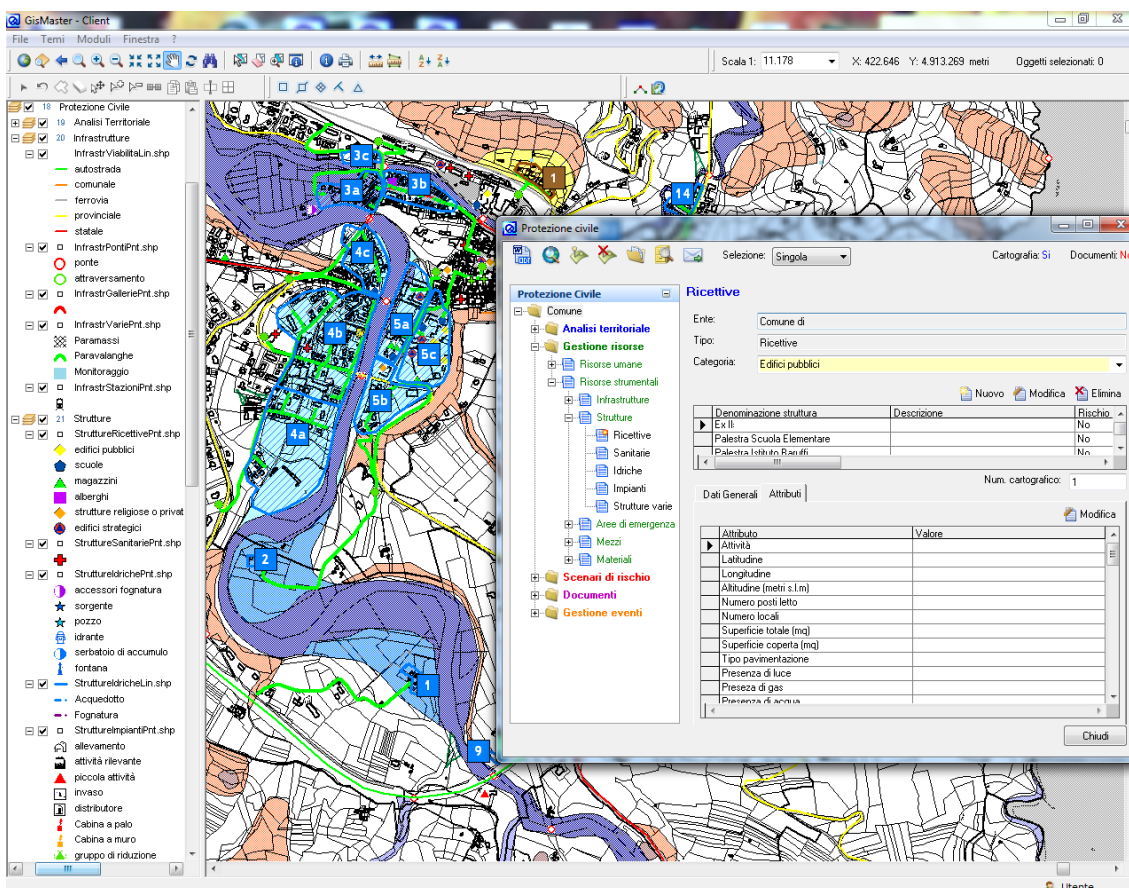 GisMaster - Client
File Temi Moduli Finestra ?
Scala 1: 11.178 X: 422.646 Y: 4.913.269 metri Oggetti selezionati: 0
18 Protezione Civile
19 Analisi Territoriale
20 Infrastrutture
InfrastrViabilitaLin.shp
autostrada
comunale
ferrovia
provinciale
statale
InfrastrPontiPnt.shp
ponte
attraversamento
InfrastrGalleriePnt.shp
InfrastrVariePnt.shp
Paramassi
Paravalanghe
Monitoraggio
InfrastrStazioniPnt.shp
21 Strutture
StruttureRicettivePnt.shp
edifici pubblici
scuole
magazzini
alberghi
strutture religiose o privat
edifici strategici
StruttureSanitariePnt.shp
StruttureIdrichePnt.shp
accessori fognatura
sorgente
pozzo
idrante
serbatoio di accumulo
fontana
StruttureIdricheLin.shp
Acquedotto
Fognatura
StruttureImpiantiPnt.shp
allevamento
attività rilevante
piccola attività
invaso
distributore
Cabina a palo
Cabina a muro
gruppo di riduzione
3c
3a
3b
1
14
4c
4b
5a
5c
5b
4a
2
1
9
Protezione civile
Selezione: Singola Cartografia: Si Documenti: No
Protezione Civile
Comune
Analisi territoriale
Gestione risorse
Risorse umane
Risorse strumentali
Infrastrutture
Strutture
Ricettive
Sanitarie
Idriche
Impianti
Strutture varie
Aree di emergenza
Mezzi
Materiali
Scenari di rischio
Documenti
Gestione eventi
Ricettive
Ente: Comune di
Tipo: Ricettive
Categoria: Edifici pubblici
Nuovo Modifica Elimina
Denominazione struttura Descrizione Rischio
Ex II: No
Palestra Scuola Elementare No
Palestra Istituto Baruffi No
Num. cartografico: 1
Dati Generali Attributi
Modifica
Attributo Valore
Attività
Latitudine
Longitudine
Altitudine (metri s.l.m)
Numero posti letto
Numero locali
Superficie totale (mq)
Superficie coperta (mq)
Tipo pavimentazione
Presenza di luce
Preseza di gas
Presenza di acqua
Chiudi
Utente